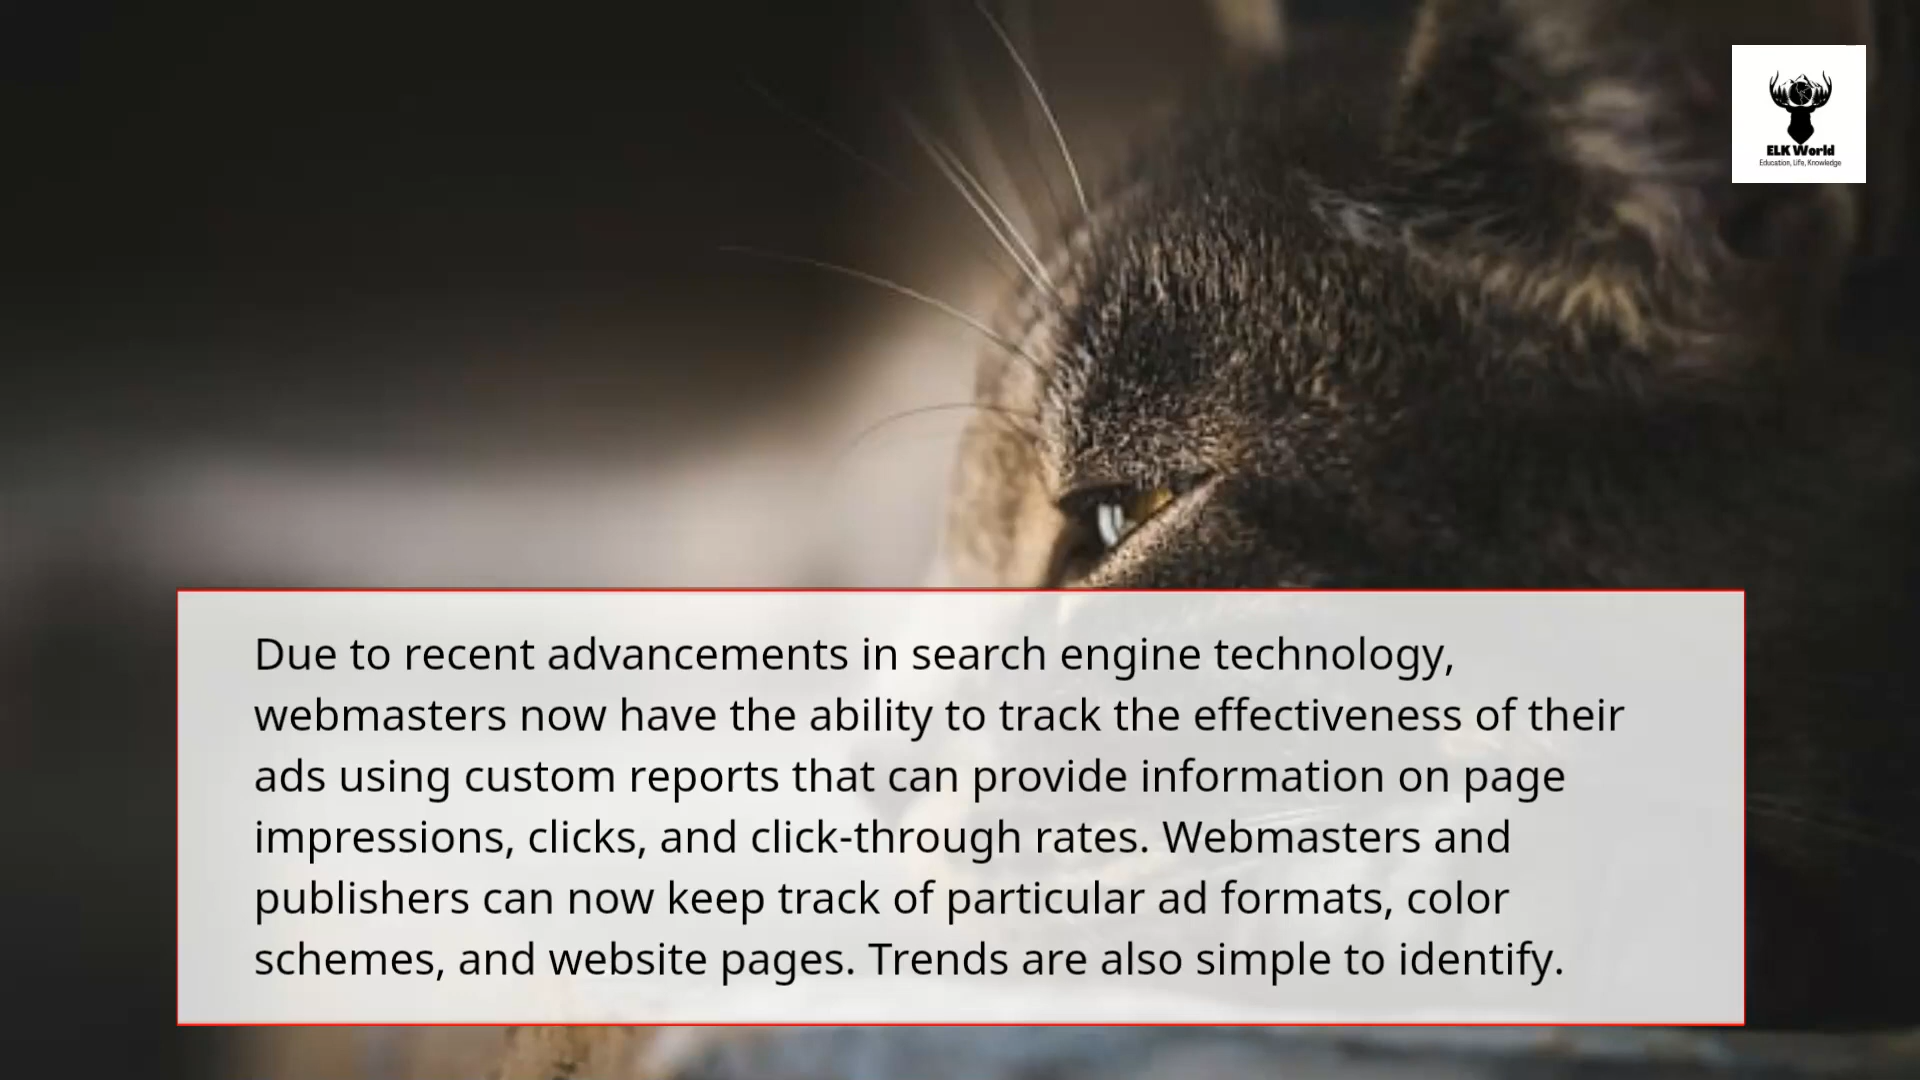 ELK World
Education, Life, Knowledge
Due to recent advancements in search engine technology,
webmasters now have the ability to track the effectiveness of their
ads using custom reports that can provide information on page
impressions, clicks, and click-through rates. Webmasters and
publishers can now keep track of particular ad formats, color
schemes, and website pages. Trends are also simple to identify.